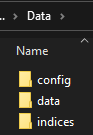 .. > Data >
Name
config
data
indices